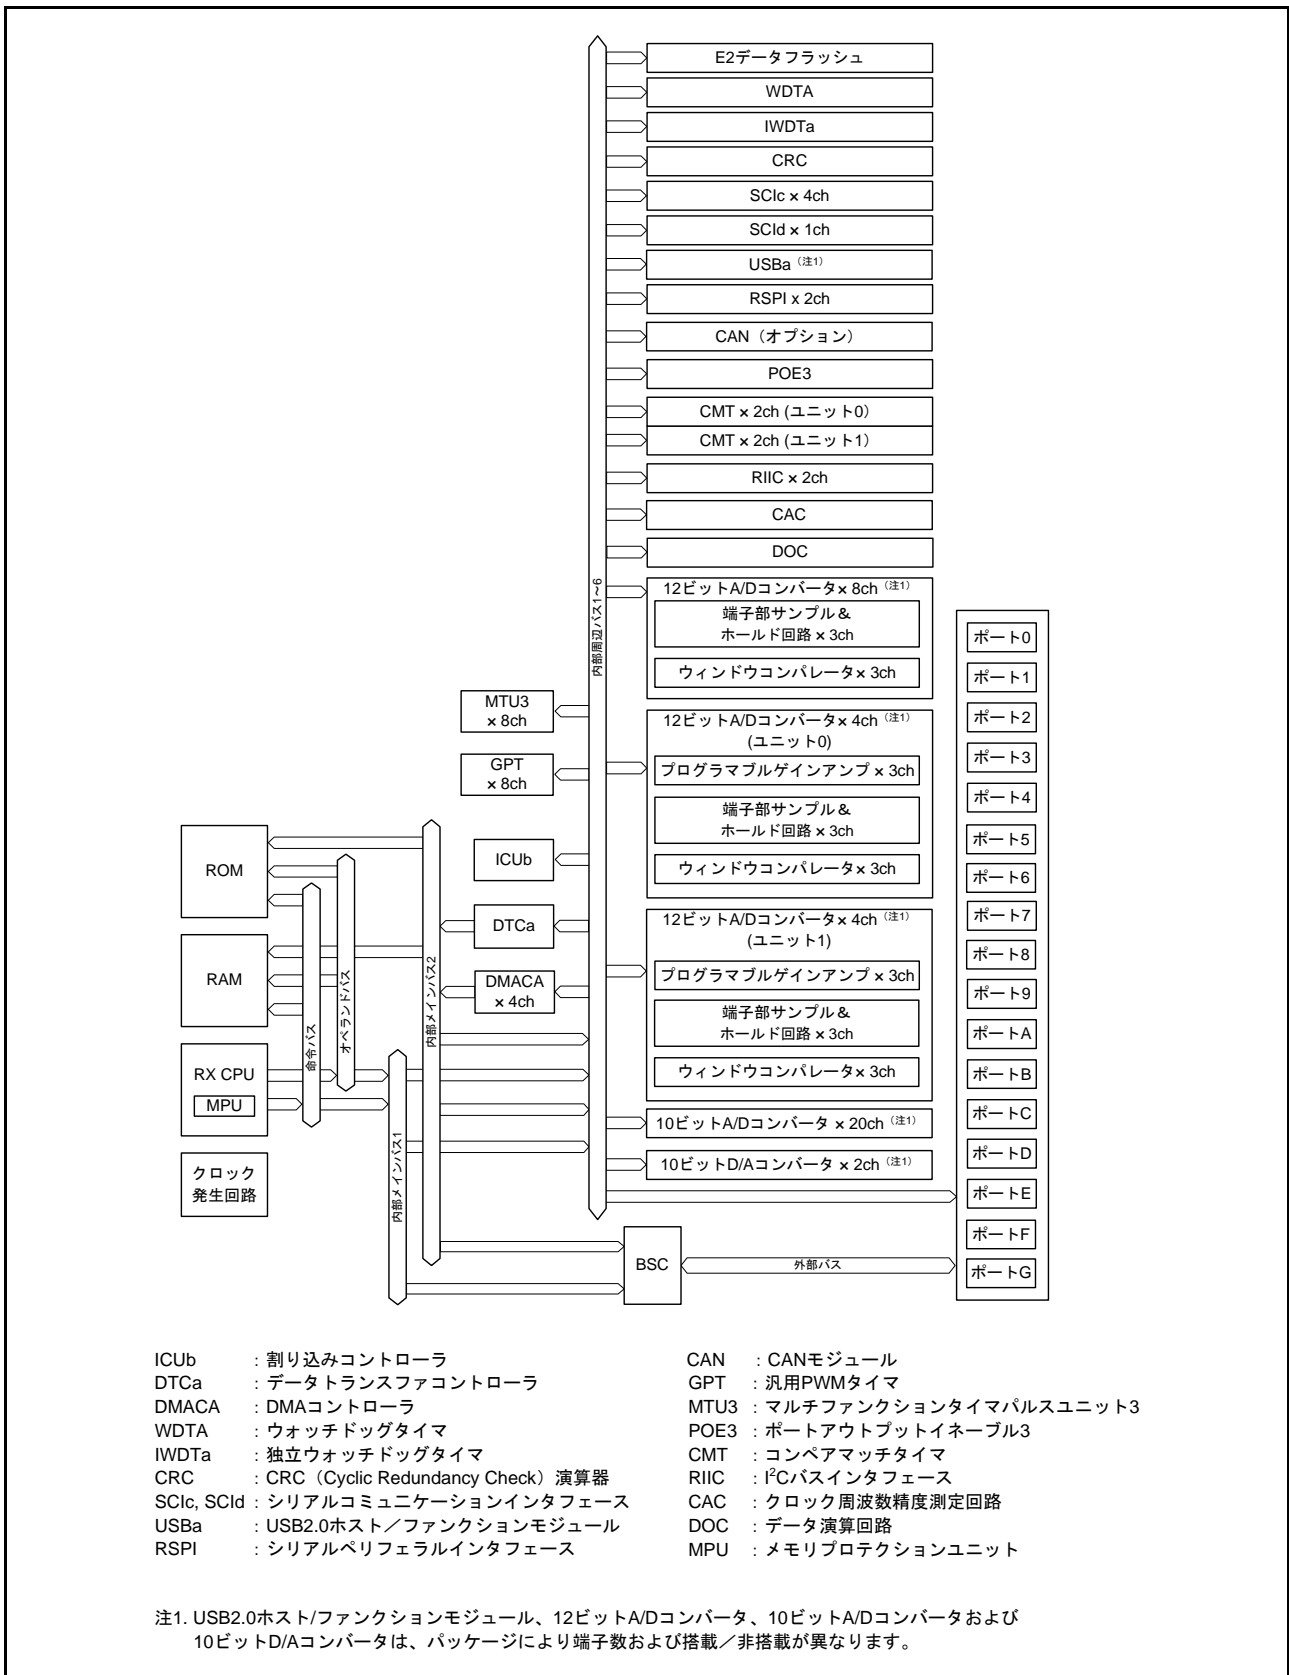 E2データフラッシュ
WDTA
IWDTa
CRC
SCIc × 4ch
SCId × 1ch
USBa (注1)
RSPI x 2ch
CAN（オプション）
POE3
CMT × 2ch (ユニット0)
CMT × 2ch (ユニット1)
RIIC × 2ch
CAC
DOC
12ビットA/Dコンバータ× 8ch (注1)
端子部サンプル＆
ホールド回路 × 3ch
ウィンドウコンパレータ× 3ch
12ビットA/Dコンバータ× 4ch (注1)
(ユニット0)
プログラマブルゲインアンプ × 3ch
端子部サンプル＆
ホールド回路 × 3ch
ウィンドウコンパレータ× 3ch
12ビットA/Dコンバータ× 4ch (注1)
(ユニット1)
プログラマブルゲインアンプ × 3ch
端子部サンプル＆
ホールド回路 × 3ch
ウィンドウコンパレータ× 3ch
10ビットA/Dコンバータ × 20ch (注1)
10ビットD/Aコンバータ × 2ch (注1)
内部周辺バス1～6
MTU3
× 8ch
GPT
× 8ch
ICUb
DTCa
DMACA
× 4ch
ROM
RAM
RX CPU
MPU
クロック
発生回路
命令バス
オペランドバス
内部メインバス1
内部メインバス2
BSC
外部バス
ポート0
ポート1
ポート2
ポート3
ポート4
ポート5
ポート6
ポート7
ポート8
ポート9
ポートA
ポートB
ポートC
ポートD
ポートE
ポートF
ポートG
ICUb : 割り込みコントローラ
DTCa : データトランスファコントローラ
DMACA : DMAコントローラ
WDTA : ウォッチドッグタイマ
IWDTa : 独立ウォッチドッグタイマ
CRC : CRC（Cyclic Redundancy Check）演算器
SCIc, SCId : シリアルコミュニケーションインタフェース
USBa : USB2.0ホスト／ファンクションモジュール
RSPI : シリアルペリフェラルインタフェース
CAN : CANモジュール
GPT : 汎用PWMタイマ
MTU3 : マルチファンクションタイマパルスユニット3
POE3 : ポートアウトプットイネーブル3
CMT : コンペアマッチタイマ
RIIC : I²Cバスインタフェース
CAC : クロック周波数精度測定回路
DOC : データ演算回路
MPU : メモリプロテクションユニット
注1. USB2.0ホスト/ファンクションモジュール、12ビットA/Dコンバータ、10ビットA/Dコンバータおよび
10ビットD/Aコンバータは、パッケージにより端子数および搭載／非搭載が異なります。